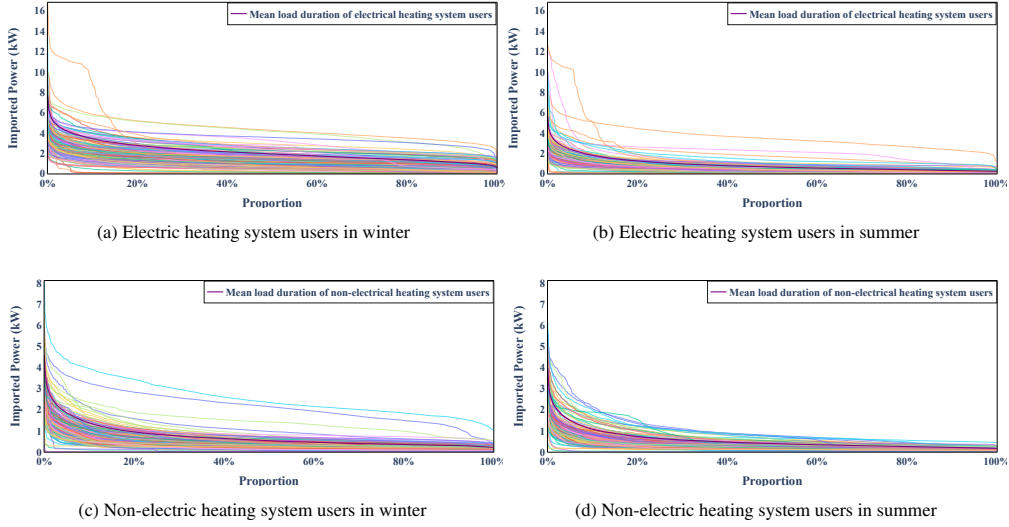 16
Mean load duration of electrical heating system users
14
12
10
8
6
4
2
0
Imported Power (kW)
0% 20% 40% 60% 80% 100%
Proportion
(a) Electric heating system users in winter
16
Mean load duration of electrical heating system users
14
12
10
8
6
4
2
0
Imported Power (kW)
0% 20% 40% 60% 80% 100%
Proportion
(b) Electric heating system users in summer
8
Mean load duration of non-electrical heating system users
7
6
5
4
3
2
1
0
Imported Power (kW)
0% 20% 40% 60% 80% 100%
Proportion
(c) Non-electric heating system users in winter
8
Mean load duration of non-electrical heating system users
7
6
5
4
3
2
1
0
Imported Power (kW)
0% 20% 40% 60% 80% 100%
Proportion
(d) Non-electric heating system users in summer